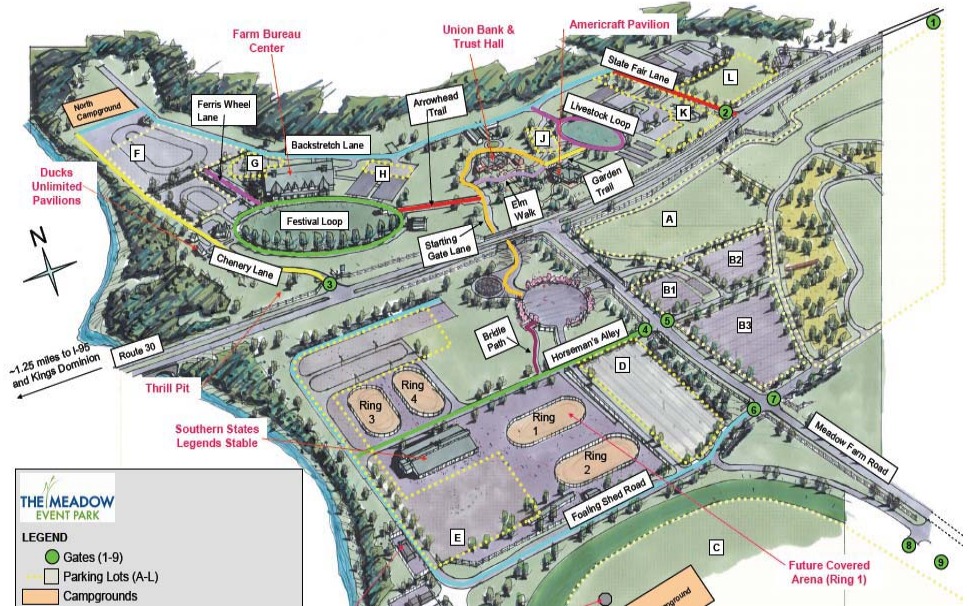 1
Farm Bureau
Center
Union Bank &
Trust Hall
Americraft Pavilion
State Fair Lane
L
2
K
North
Campground
Ferris Wheel
Lane
Arrowhead
Trail
Livestock Loop
J
F
G
Backstretch Lane
H
Ducks
Unlimited
Pavilions
Garden
Trail
Elm
Walk
A
N
Festival Loop
Starting
Gate Lane
Chenery Lane
3
B2
B1
B3
5
4
~1.25 miles to I-95
and Kings Dominion
Route 30
Bridle
Path
Horseman's Alley
D
Thrill Pit
Ring
3
Ring
4
Ring
1
Ring
2
6
7
Southern States
Legends Stable
Meadow Farm Road
Foaling Shed Road
E
C
8
9
Future Covered
Arena (Ring 1)
THE MEADOW
EVENT PARK
LEGEND
Gates (1-9)
Parking Lots (A-L)
Campgrounds